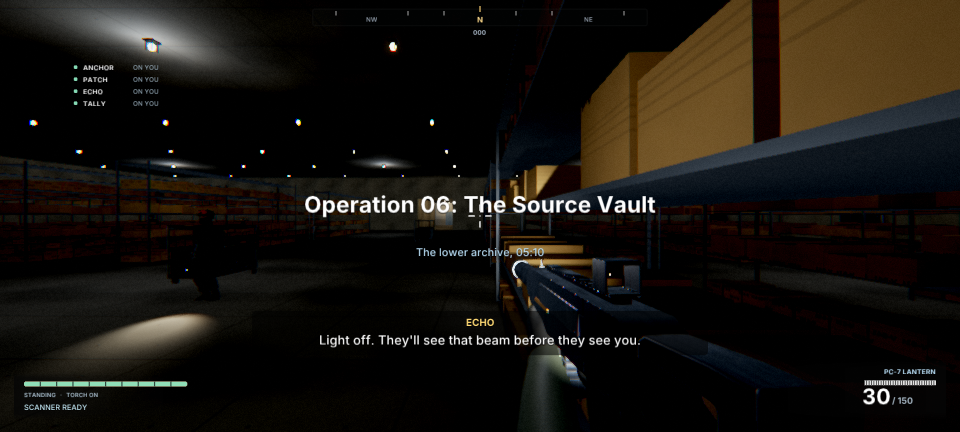 NW
N
NE
000
ANCHOR ON YOU
PATCH ON YOU
ECHO ON YOU
TALLY ON YOU
Operation 06: The Source Vault
The lower archive, 05:10
ECHO
Light off. They'll see that beam before they see you.
STANDING · TORCH ON
SCANNER READY
PC-7 LANTERN
30 / 150